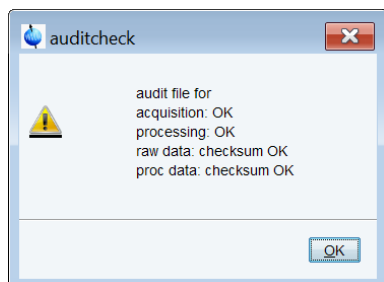 auditcheck
audit file for
acquisition: OK
processing: OK
raw data: checksum OK
proc data: checksum OK
OK